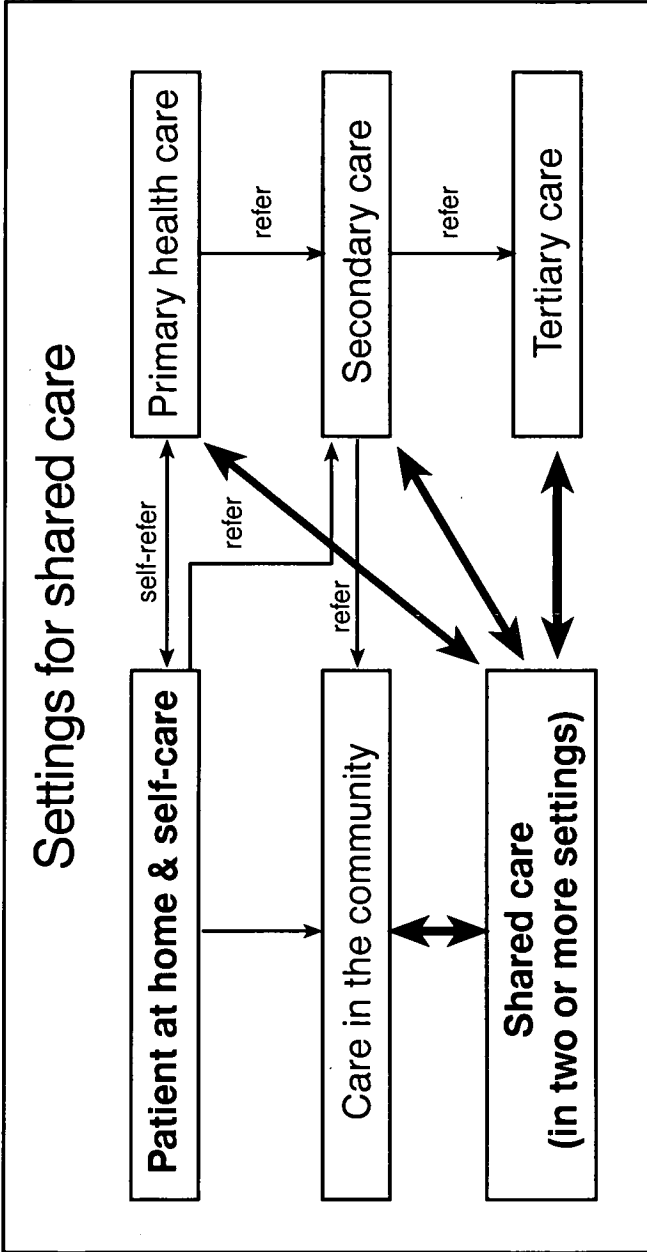 Settings for shared care
Patient at home & self-care
self-refer
Primary health care
refer
refer
Care in the community
refer
Secondary care
refer
Shared care
(in two or more settings)
Tertiary care